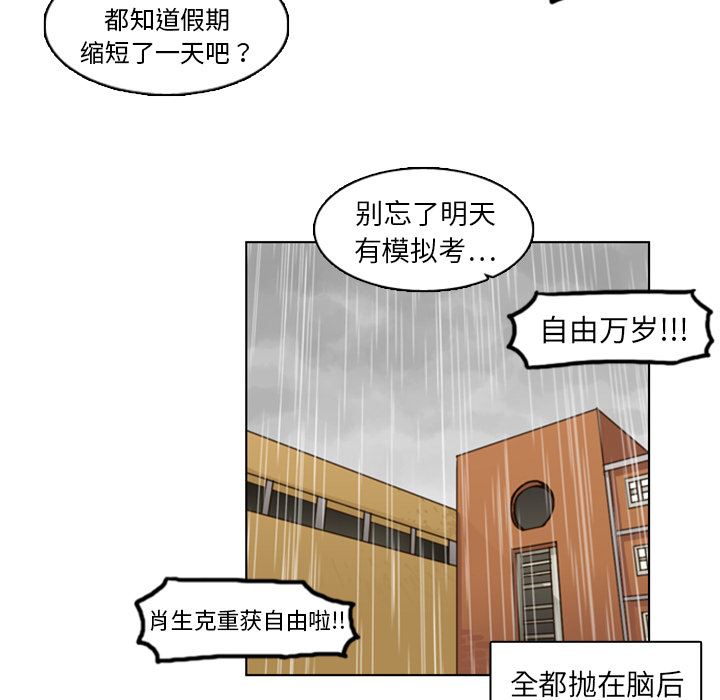 都知道假期
缩短了一天吧？
别忘了明天
有模拟考...
自由万岁!!!
肖生克重获自由啦!!
全都抛在脑后